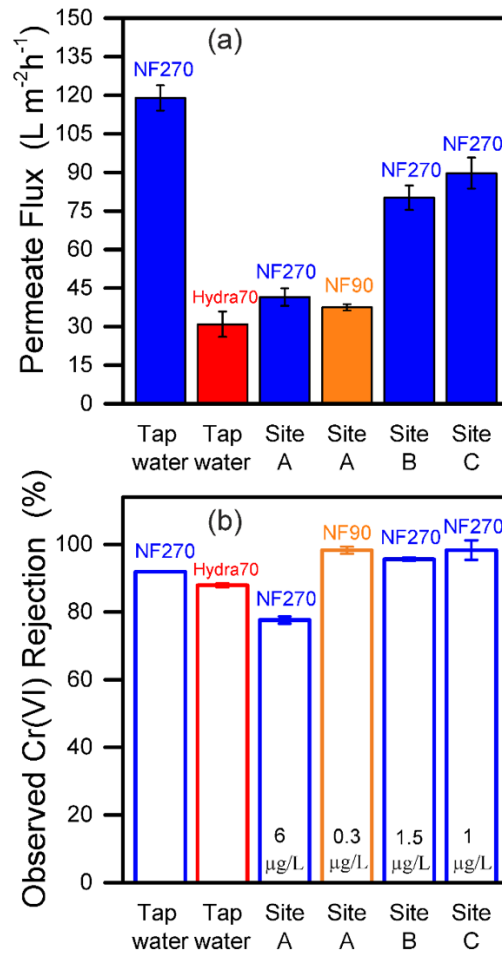 (a)
Permeate Flux (L m⁻²h⁻¹)
150
135
120
105
90
75
60
45
30
15
0
NF270
Hydra70
NF270
NF90
NF270
NF270
Tap water
Tap water
Site A
Site A
Site B
Site C
(b)
Observed Cr(VI) Rejection (%)
100
80
60
40
20
0
NF270
Hydra70
NF270
NF90
NF270
NF270
6 µg/L
0.3 µg/L
1.5 µg/L
1 µg/L
Tap water
Tap water
Site A
Site A
Site B
Site C